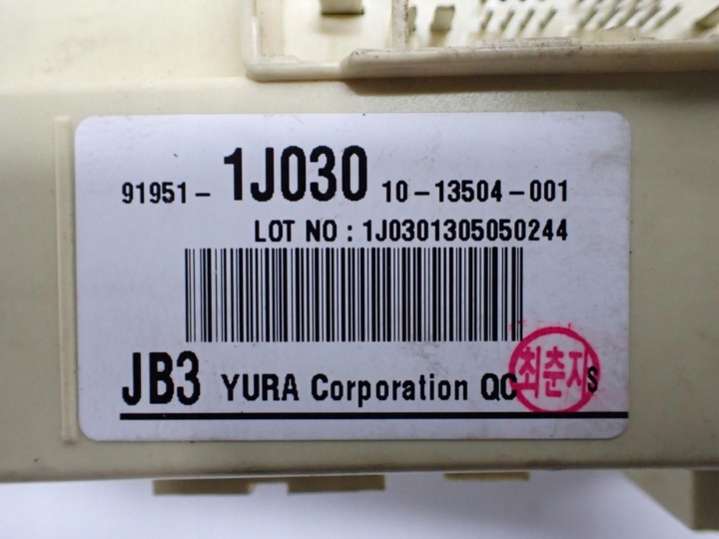 91951- 1J030 10-13504-001
LOT NO : 1J0301305050244
JB3 YURA Corporation QC
최춘자
S